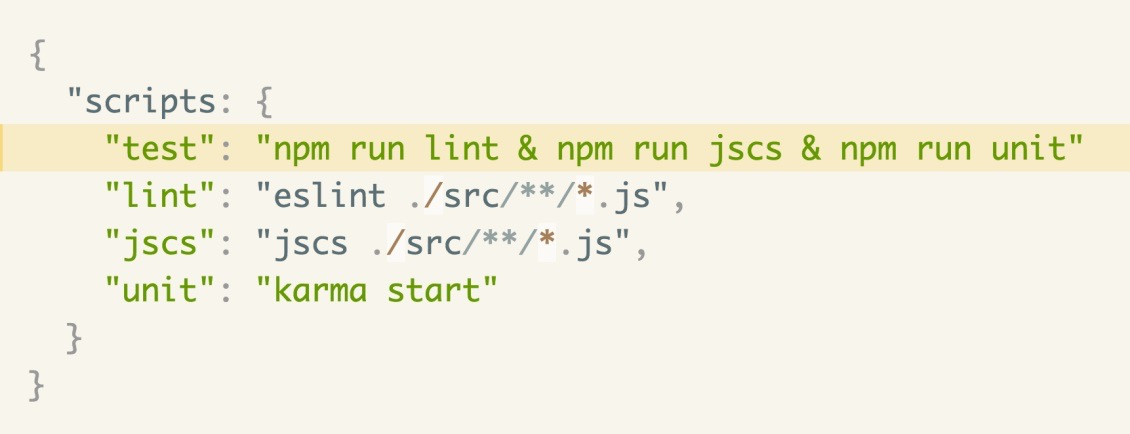 {
"scripts: {
"test": "npm run lint & npm run jscs & npm run unit"
"lint": "eslint ./src/**/*.js",
"jscs": "jscs ./src/**/*.js",
"unit": "karma start"
}
}